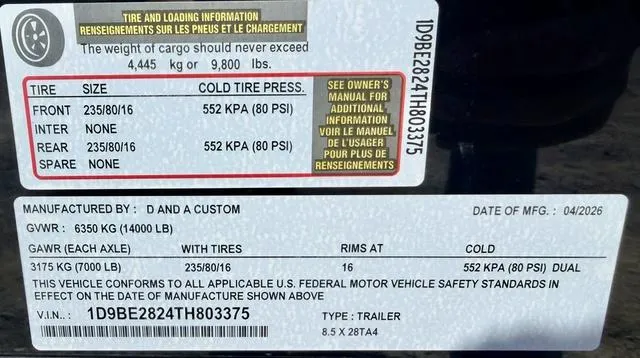 TIRE AND LOADING INFORMATION
RENSEIGNEMENTS SUR LES PNEUS ET LE CHARGEMENT
The weight of cargo should never exceed
4,445 kg or 9,800 lbs.
TIRE SIZE COLD TIRE PRESS.
FRONT 235/80/16 552 KPA (80 PSI)
INTER NONE
REAR 235/80/16 552 KPA (80 PSI)
SPARE NONE
SEE OWNER'S
MANUAL FOR
ADDITIONAL
INFORMATION
VOIR LE MANUEL
DE L'USAGER
POUR PLUS DE
RENSEIGNEMENTS
1D9BE2824TH803375
MANUFACTURED BY : D AND A CUSTOM DATE OF MFG. : 04/2026
GVWR : 6350 KG (14000 LB)
GAWR (EACH AXLE) WITH TIRES RIMS AT COLD
3175 KG (7000 LB) 235/80/16 16 552 KPA (80 PSI) DUAL
THIS VEHICLE CONFORMS TO ALL APPLICABLE U.S. FEDERAL MOTOR VEHICLE SAFETY STANDARDS IN
EFFECT ON THE DATE OF MANUFACTURE SHOWN ABOVE
V.I.N.: 1D9BE2824TH803375 TYPE : TRAILER
8.5 X 28TA4